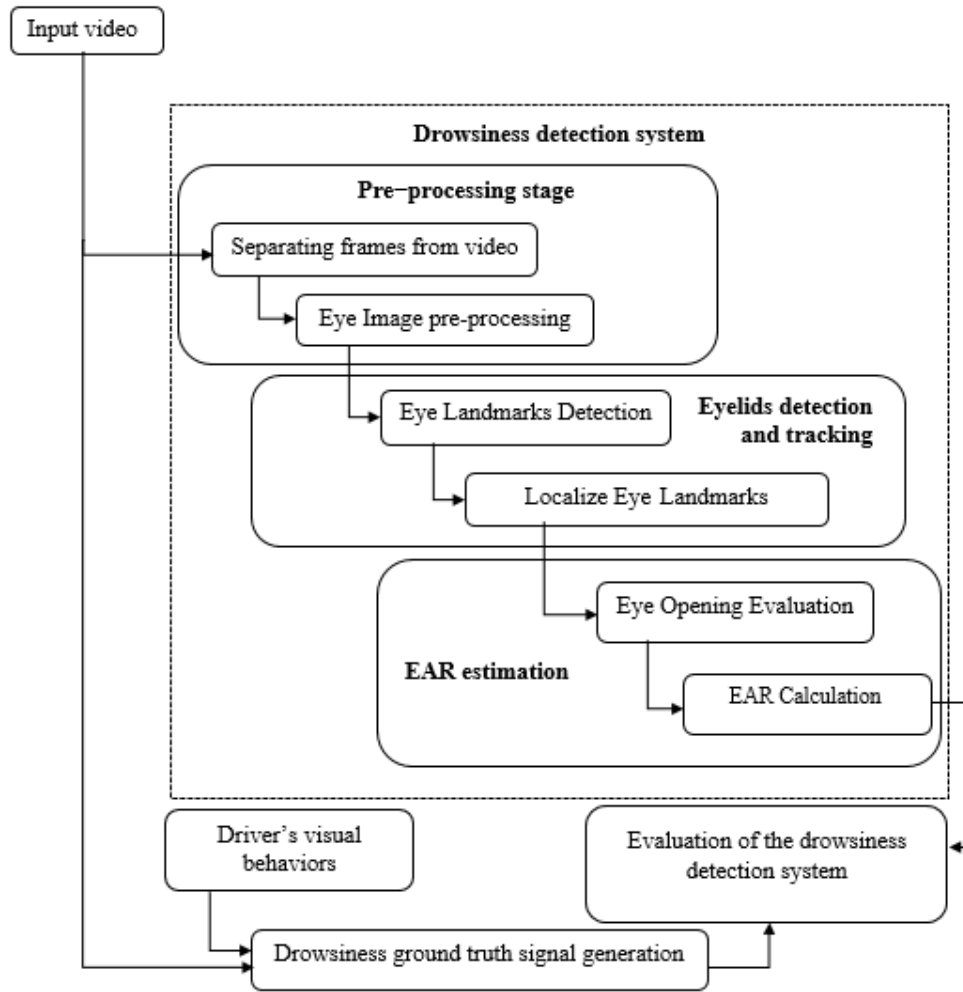 Input video
Drowsiness detection system
Pre−processing stage
Separating frames from video
Eye Image pre-processing
Eye Landmarks Detection
Eyelids detection
and tracking
Localize Eye Landmarks
Eye Opening Evaluation
EAR estimation
EAR Calculation
Driver’s visual
behaviors
Evaluation of the drowsiness
detection system
Drowsiness ground truth signal generation